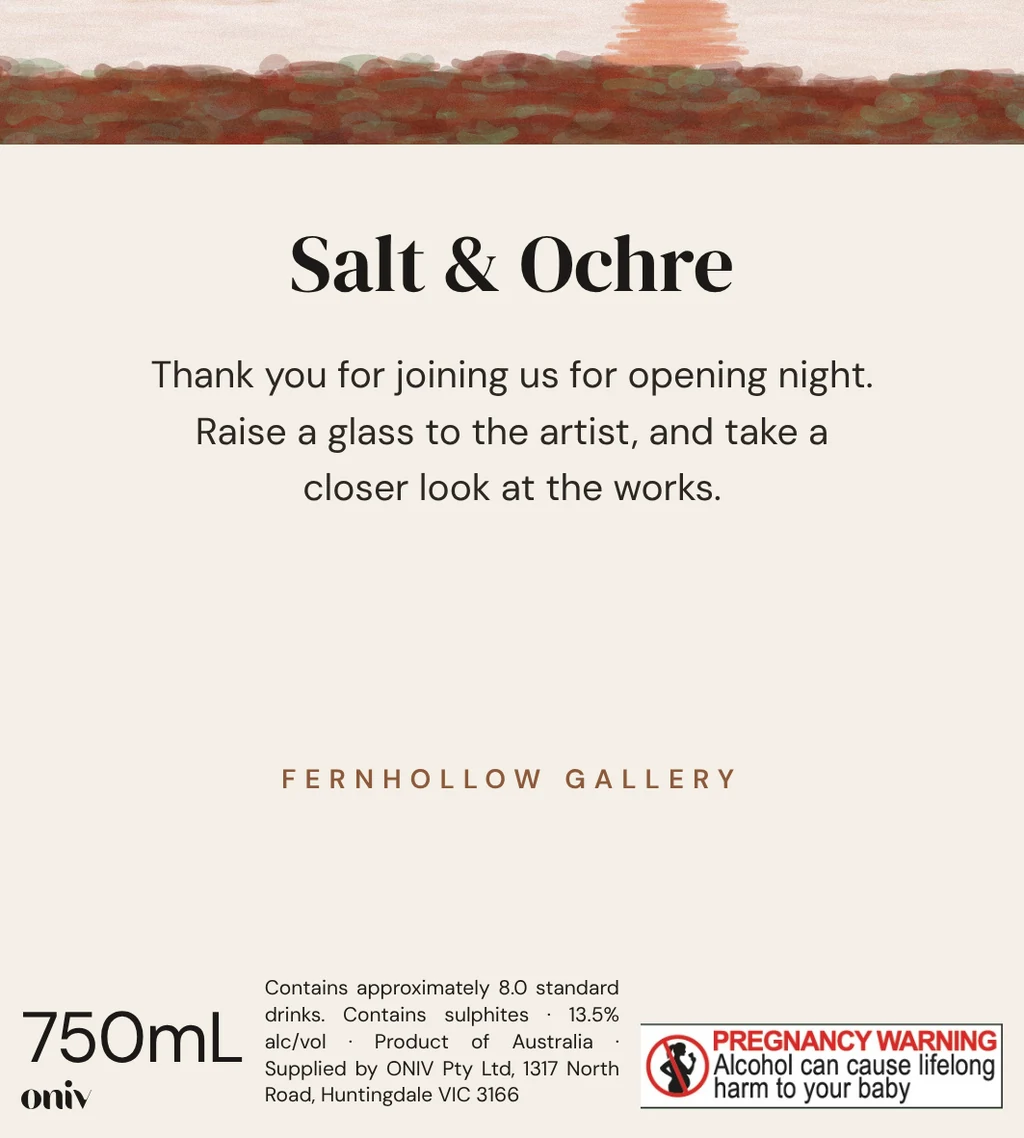 Salt & Ochre
Thank you for joining us for opening night.
Raise a glass to the artist, and take a
closer look at the works.
FERNHOLLOW GALLERY
750mL
oniv
Contains approximately 8.0 standard
drinks. Contains sulphites · 13.5%
alc/vol · Product of Australia ·
Supplied by ONIV Pty Ltd, 1317 North
Road, Huntingdale VIC 3166
PREGNANCY WARNING
Alcohol can cause lifelong
harm to your baby